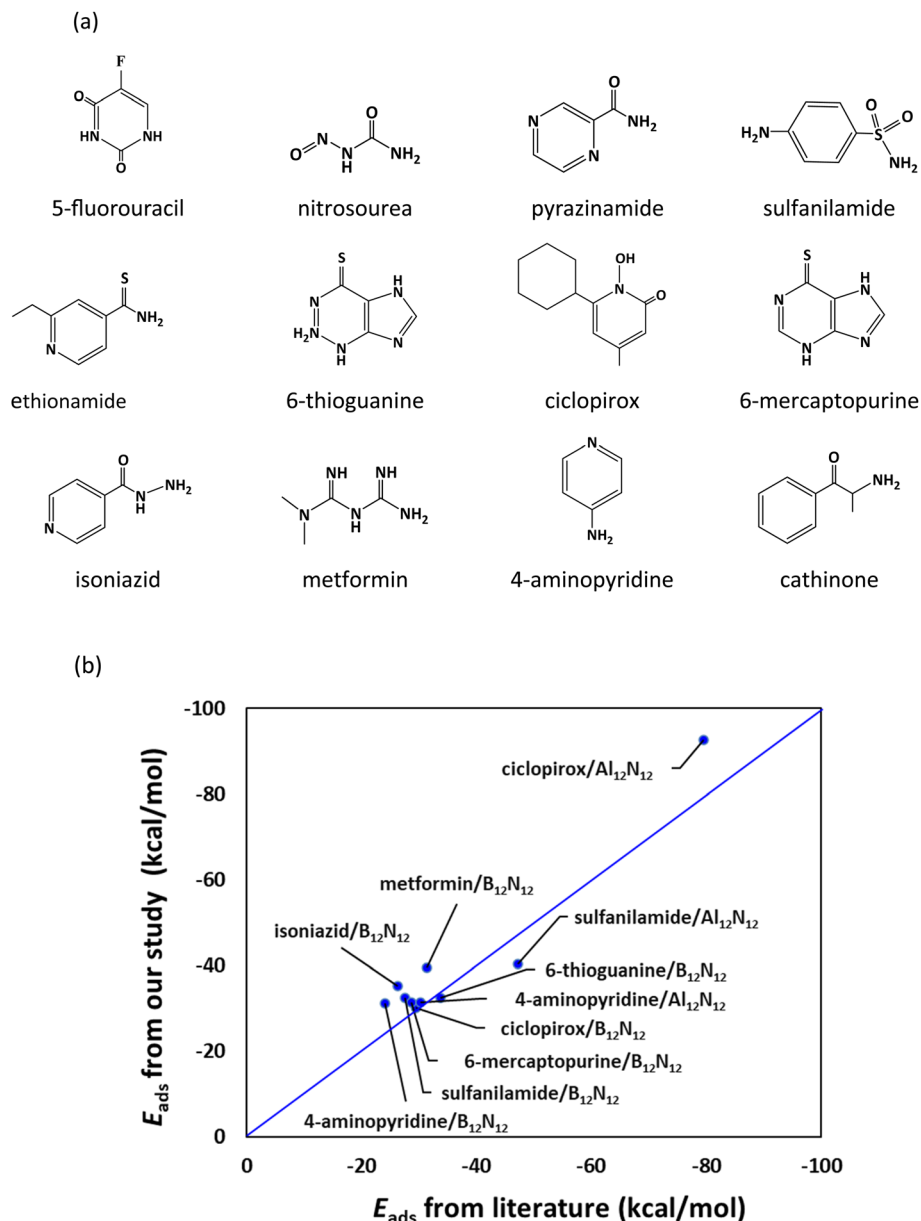 (a)
F
O
HN
NH
O
5-fluorouracil
O
N
N
H
O
NH₂
nitrosourea
N
N
O
NH₂
pyrazinamide
H₂N
O
O
S
NH₂
sulfanilamide
S
NH₂
N
ethionamide
S
N
H₂N
N
H
H
N
N
6-thioguanine
OH
N
O
ciclopirox
S
N
N
H
H
N
N
6-mercaptopurine
O
N
H
NH₂
N
isoniazid
NH
NH
N
N
H
NH₂
metformin
N
NH₂
4-aminopyridine
O
NH₂
cathinone
(b)
-100
-80
-60
-40
-20
0
E_ads from our study (kcal/mol)
ciclopirox/Al₁₂N₁₂
metformin/B₁₂N₁₂
isoniazid/B₁₂N₁₂
sulfanilamide/Al₁₂N₁₂
6-thioguanine/B₁₂N₁₂
4-aminopyridine/Al₁₂N₁₂
ciclopirox/B₁₂N₁₂
6-mercaptopurine/B₁₂N₁₂
sulfanilamide/B₁₂N₁₂
4-aminopyridine/B₁₂N₁₂
0
-20
-40
-60
-80
-100
E_ads from literature (kcal/mol)